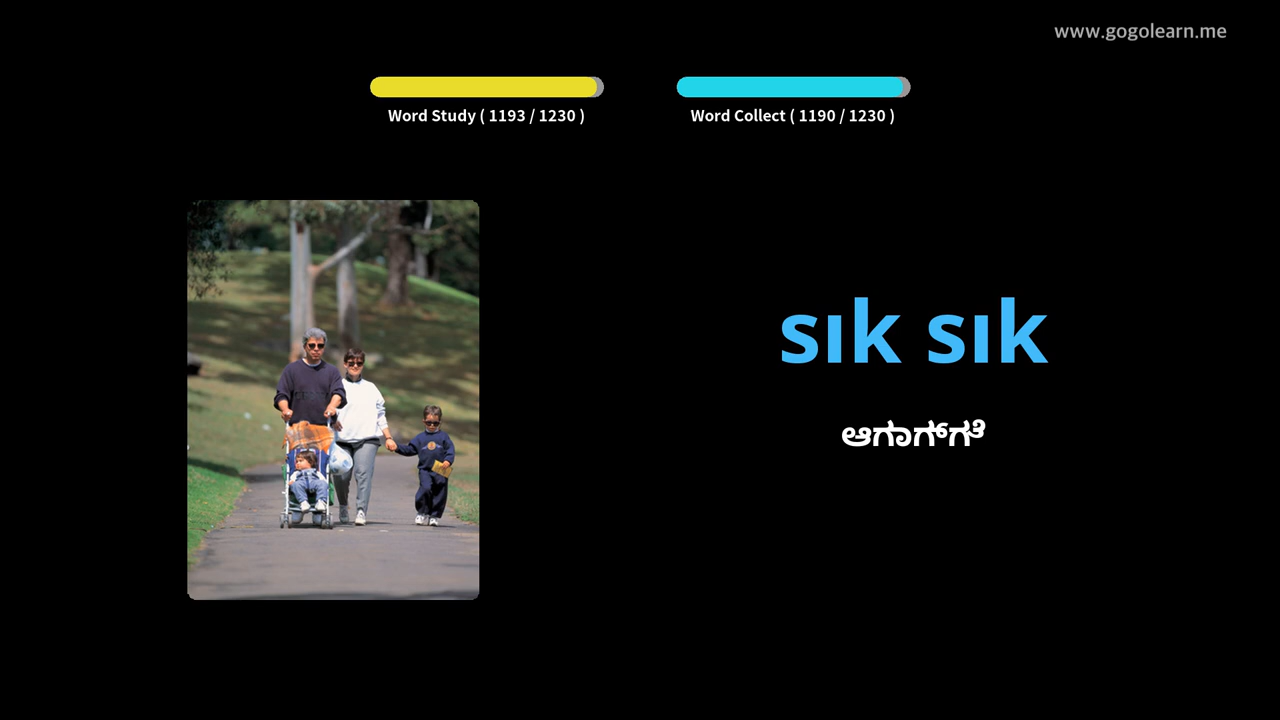 www.gogolearn.me
Word Study ( 1193 / 1230 )
Word Collect ( 1190 / 1230 )
sık sık
ಆಗಾಗ್ಗೆ